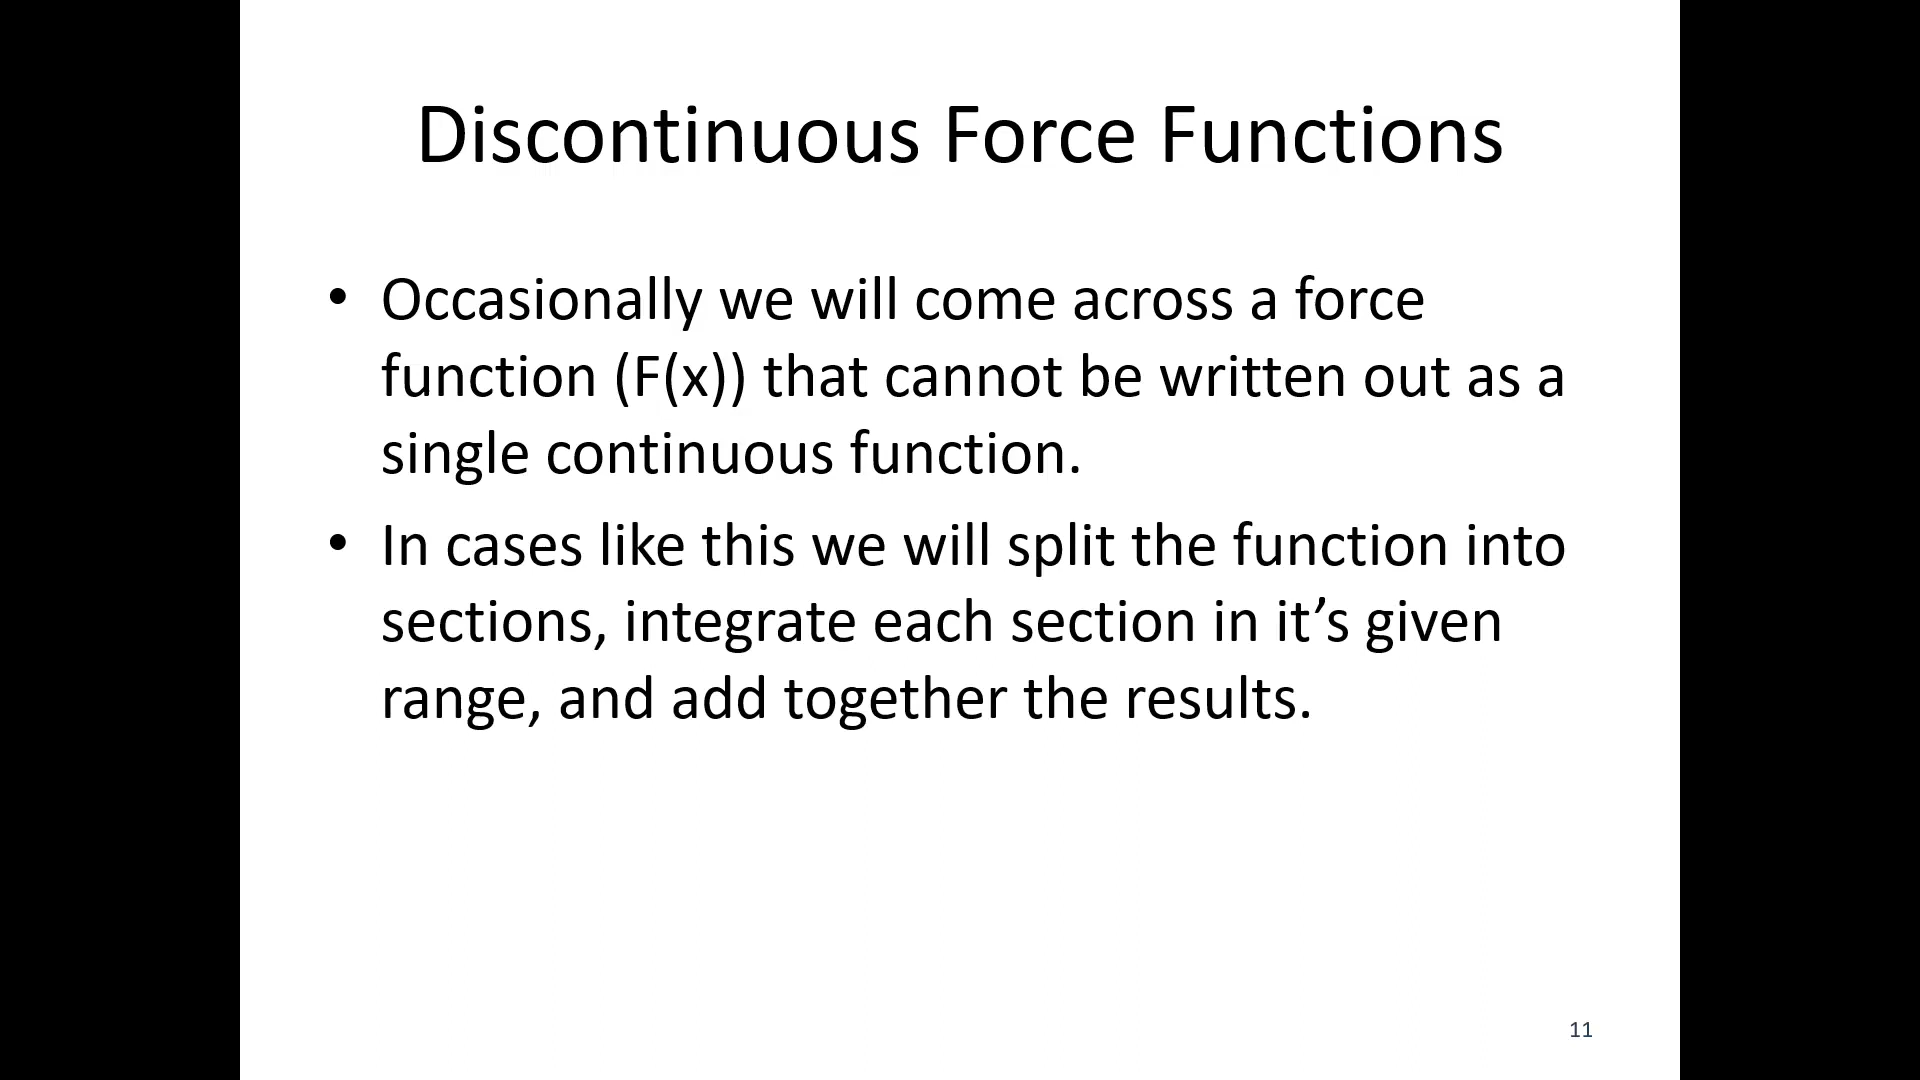 Discontinuous Force Functions
• Occasionally we will come across a force
function (F(x)) that cannot be written out as a
single continuous function.
• In cases like this we will split the function into
sections, integrate each section in it’s given
range, and add together the results.
11